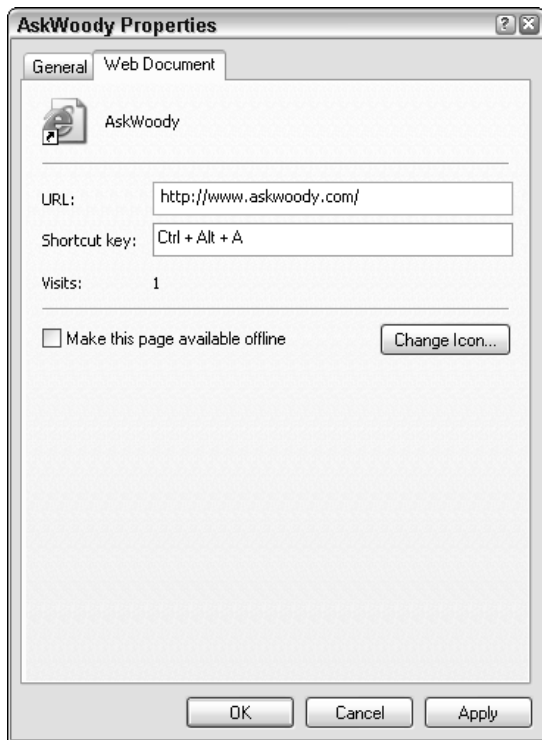 AskWoody Properties
General Web Document
AskWoody
URL: http://www.askwoody.com/
Shortcut key: Ctrl + Alt + A
Visits: 1
Make this page available offline Change Icon...
OK Cancel Apply